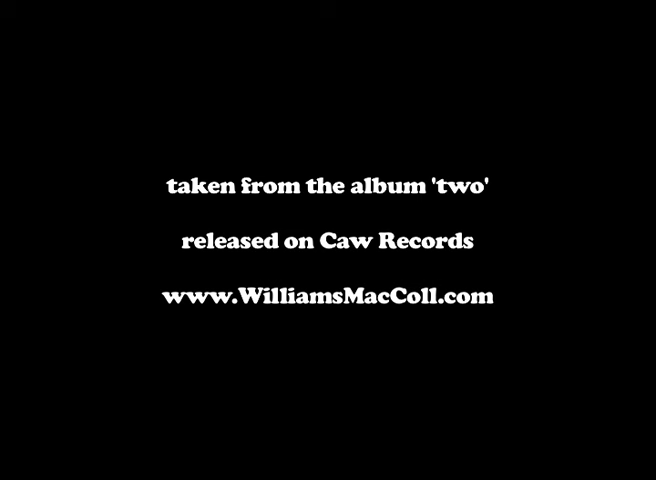 taken from the album 'two'
released on Caw Records
www.WilliamsMacColl.com